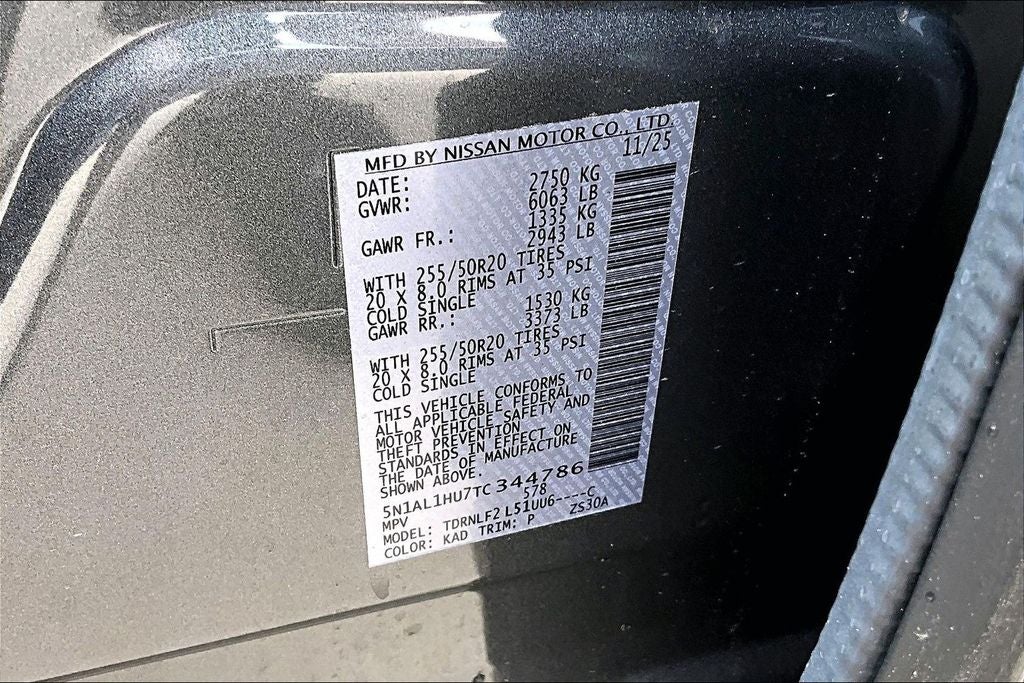 MFD BY NISSAN MOTOR CO., LTD.
DATE: 11/25
GVWR: 2750 KG
6063 LB
GAWR FR.: 1335 KG
2943 LB
WITH 255/50R20 TIRES
20 X 8.0 RIMS AT 35 PSI
COLD SINGLE
GAWR RR.: 1530 KG
3373 LB
WITH 255/50R20 TIRES
20 X 8.0 RIMS AT 35 PSI
COLD SINGLE
THIS VEHICLE CONFORMS TO
ALL APPLICABLE FEDERAL
MOTOR VEHICLE SAFETY AND
THEFT PREVENTION
STANDARDS IN EFFECT ON
THE DATE OF MANUFACTURE
SHOWN ABOVE.
5N1AL1HU7TC344786
MPV 578
MODEL: TDRNLF2 L51UU6----C
COLOR: KAD TRIM: P ZS30A